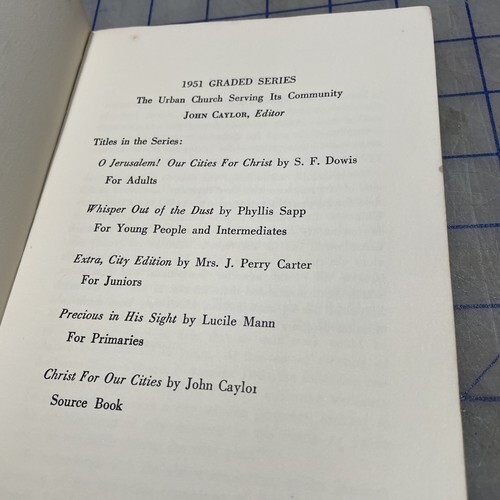 1951 GRADED SERIES
The Urban Church Serving Its Community
JOHN CAYLOR, Editor
Titles in the Series:
O Jerusalem! Our Cities For Christ by S. F. Dowis
For Adults
Whisper Out of the Dust by Phyllis Sapp
For Young People and Intermediates
Extra, City Edition by Mrs. J. Perry Carter
For Juniors
Precious in His Sight by Lucile Mann
For Primaries
Christ For Our Cities by John Caylor
Source Book